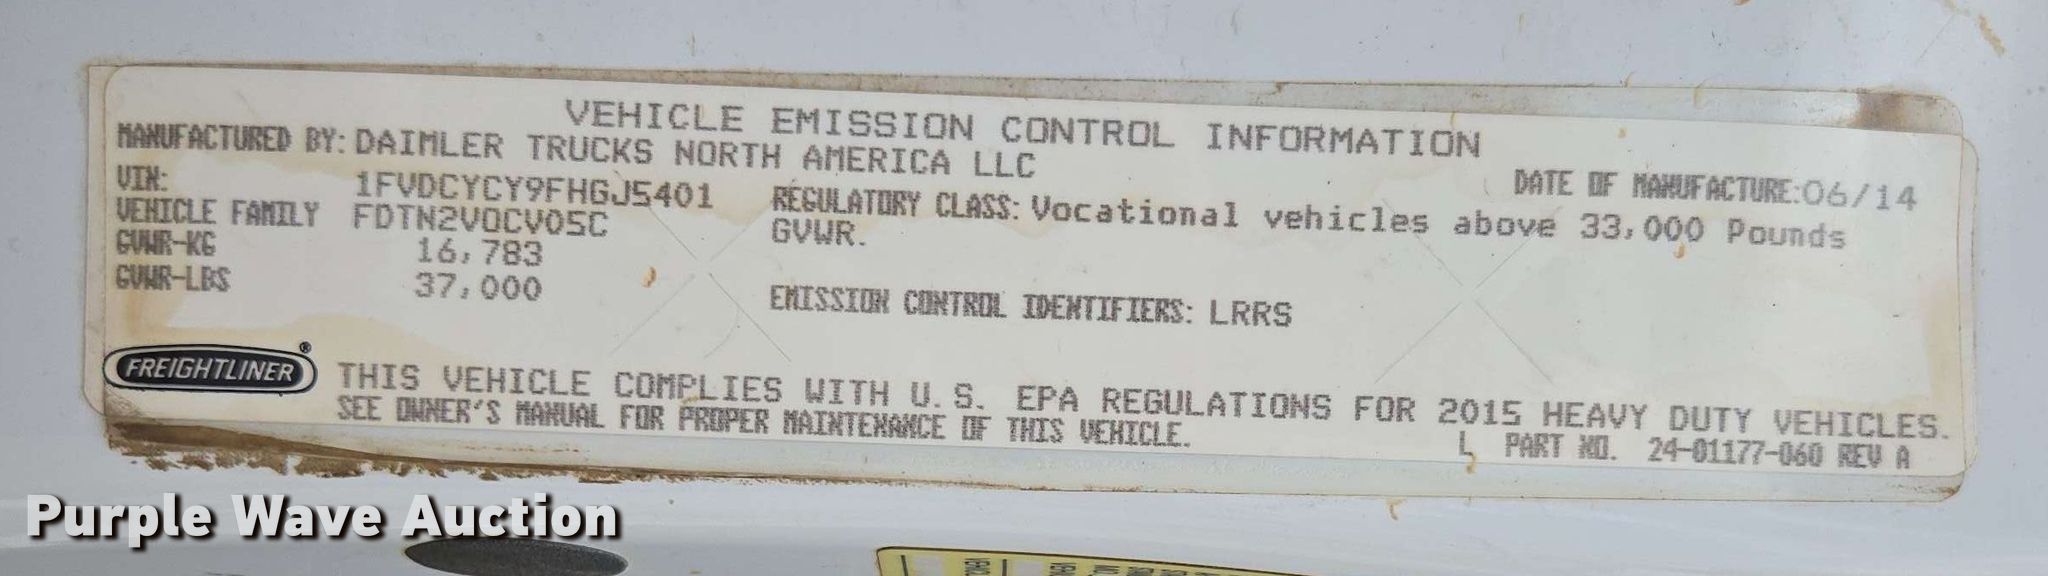 VEHICLE EMISSION CONTROL INFORMATION
MANUFACTURED BY: DAIMLER TRUCKS NORTH AMERICA LLC
DATE OF MANUFACTURE: 06/14
VIN: 1FVDCYCY9FHGJ5401
REGULATORY CLASS: Vocational vehicles above 33,000 Pounds
GVWR.
VEHICLE FAMILY FDTN2VOCV05C
GVWR-KG 16,783
GVWR-LBS 37,000
EMISSION CONTROL IDENTIFIERS: LRRS
FREIGHTLINER®
THIS VEHICLE COMPLIES WITH U.S. EPA REGULATIONS FOR 2015 HEAVY DUTY VEHICLES.
SEE OWNER'S MANUAL FOR PROPER MAINTENANCE OF THIS VEHICLE.
L PART NO. 24-01177-060 REV A
Purple Wave Auction